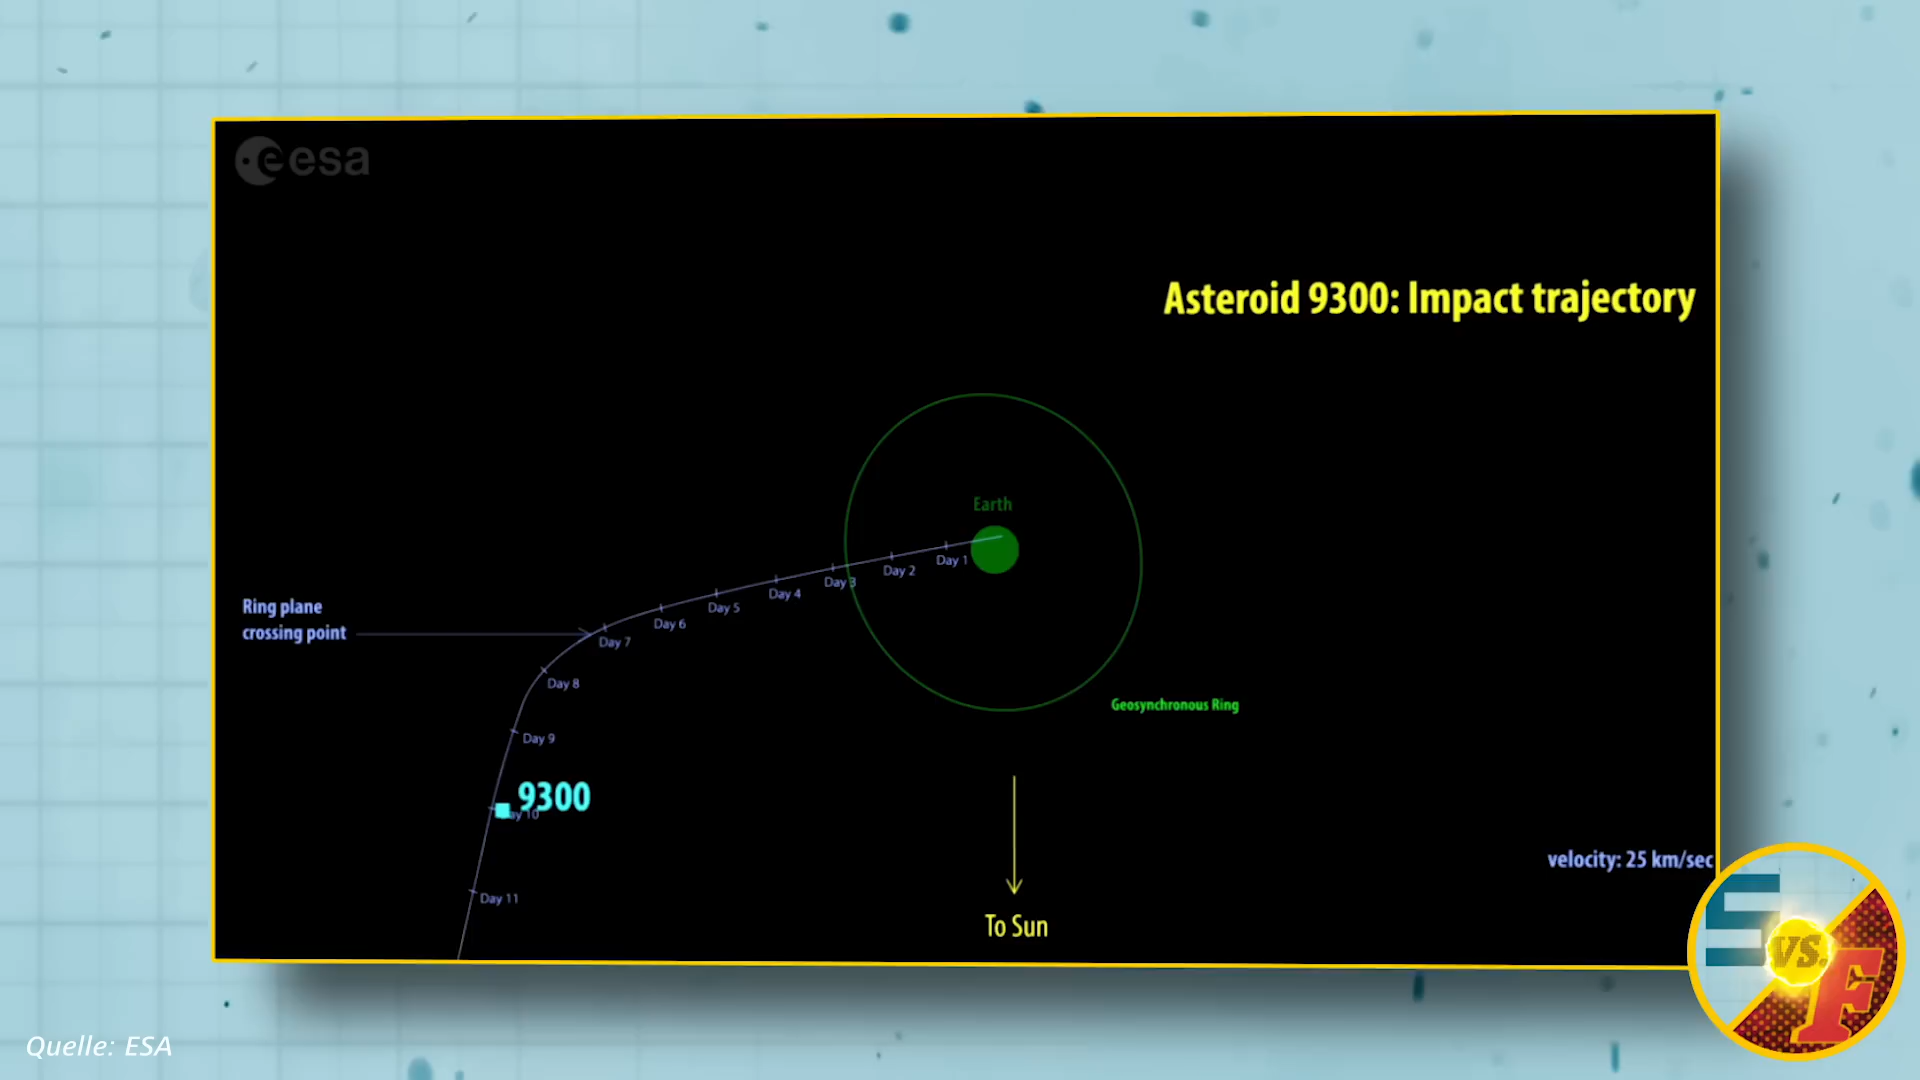 esa
Asteroid 9300: Impact trajectory
Earth
Day 1
Day 2
Day 3
Day 4
Day 5
Day 6
Ring plane
crossing point
Day 7
Day 8
Geosynchronous Ring
Day 9
9300
Day 11
velocity: 25 km/sec
To Sun
E VS. F
Quelle: ESA